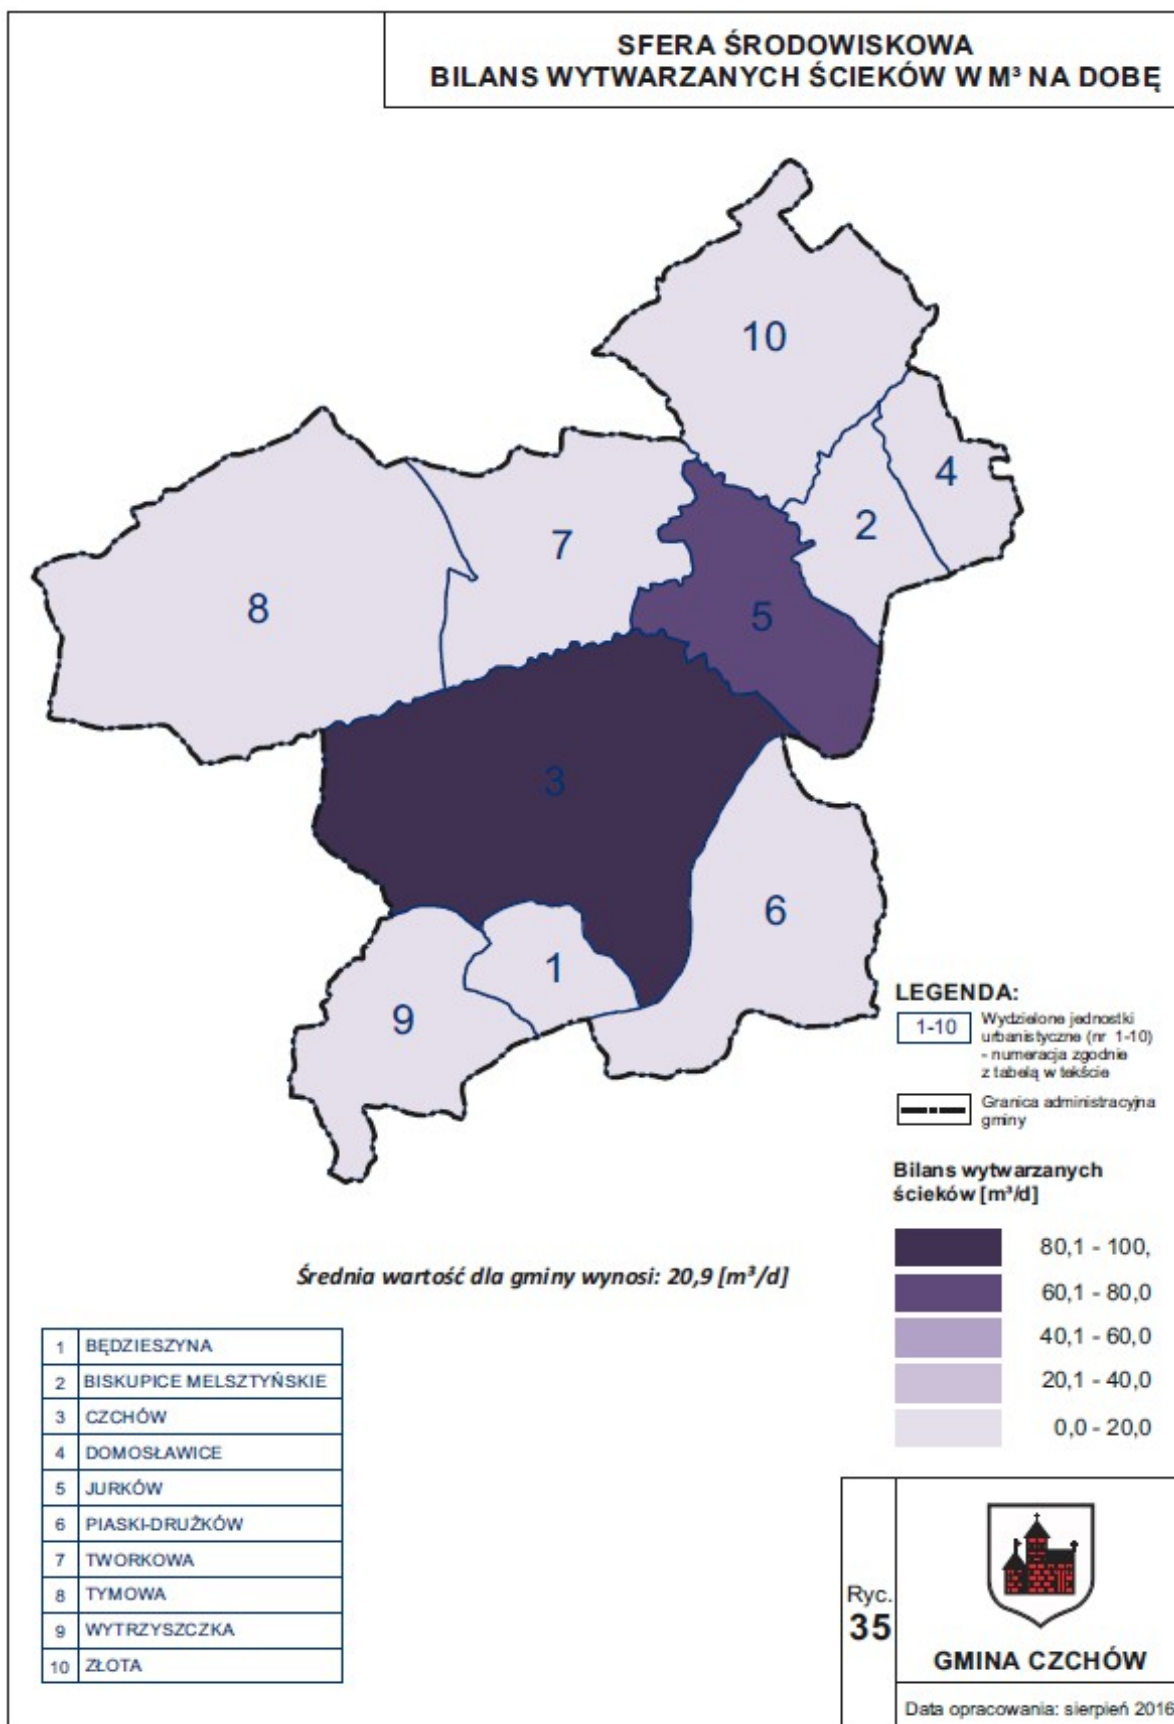 SFERA ŚRODOWISKOWA
BILANS WYTWARZANYCH ŚCIEKÓW W M³ NA DOBĘ
10
4
2
7
8
5
3
6
1
9
LEGENDA:
1-10
Wydzielone jednostki
urbanistyczne (nr 1-10)
- numeracja zgodnie
z tabelą w tekście
Granica administracyjna
gminy
Bilans wytwarzanych
ścieków [m³/d]
80,1 - 100,
60,1 - 80,0
40,1 - 60,0
20,1 - 40,0
0,0 - 20,0
Średnia wartość dla gminy wynosi: 20,9 [m³/d]
1 BĘDZIESZYNA
2 BISKUPICE MELSZTYŃSKIE
3 CZCHÓW
4 DOMOSŁAWICE
5 JURKÓW
6 PIASKI-DRUŻKÓW
7 TWORKOWA
8 TYMOWA
9 WYTRZYSZCZKA
10 ZŁOTA
Ryc.
35
GMINA CZCHÓW
Data opracowania: sierpień 2016